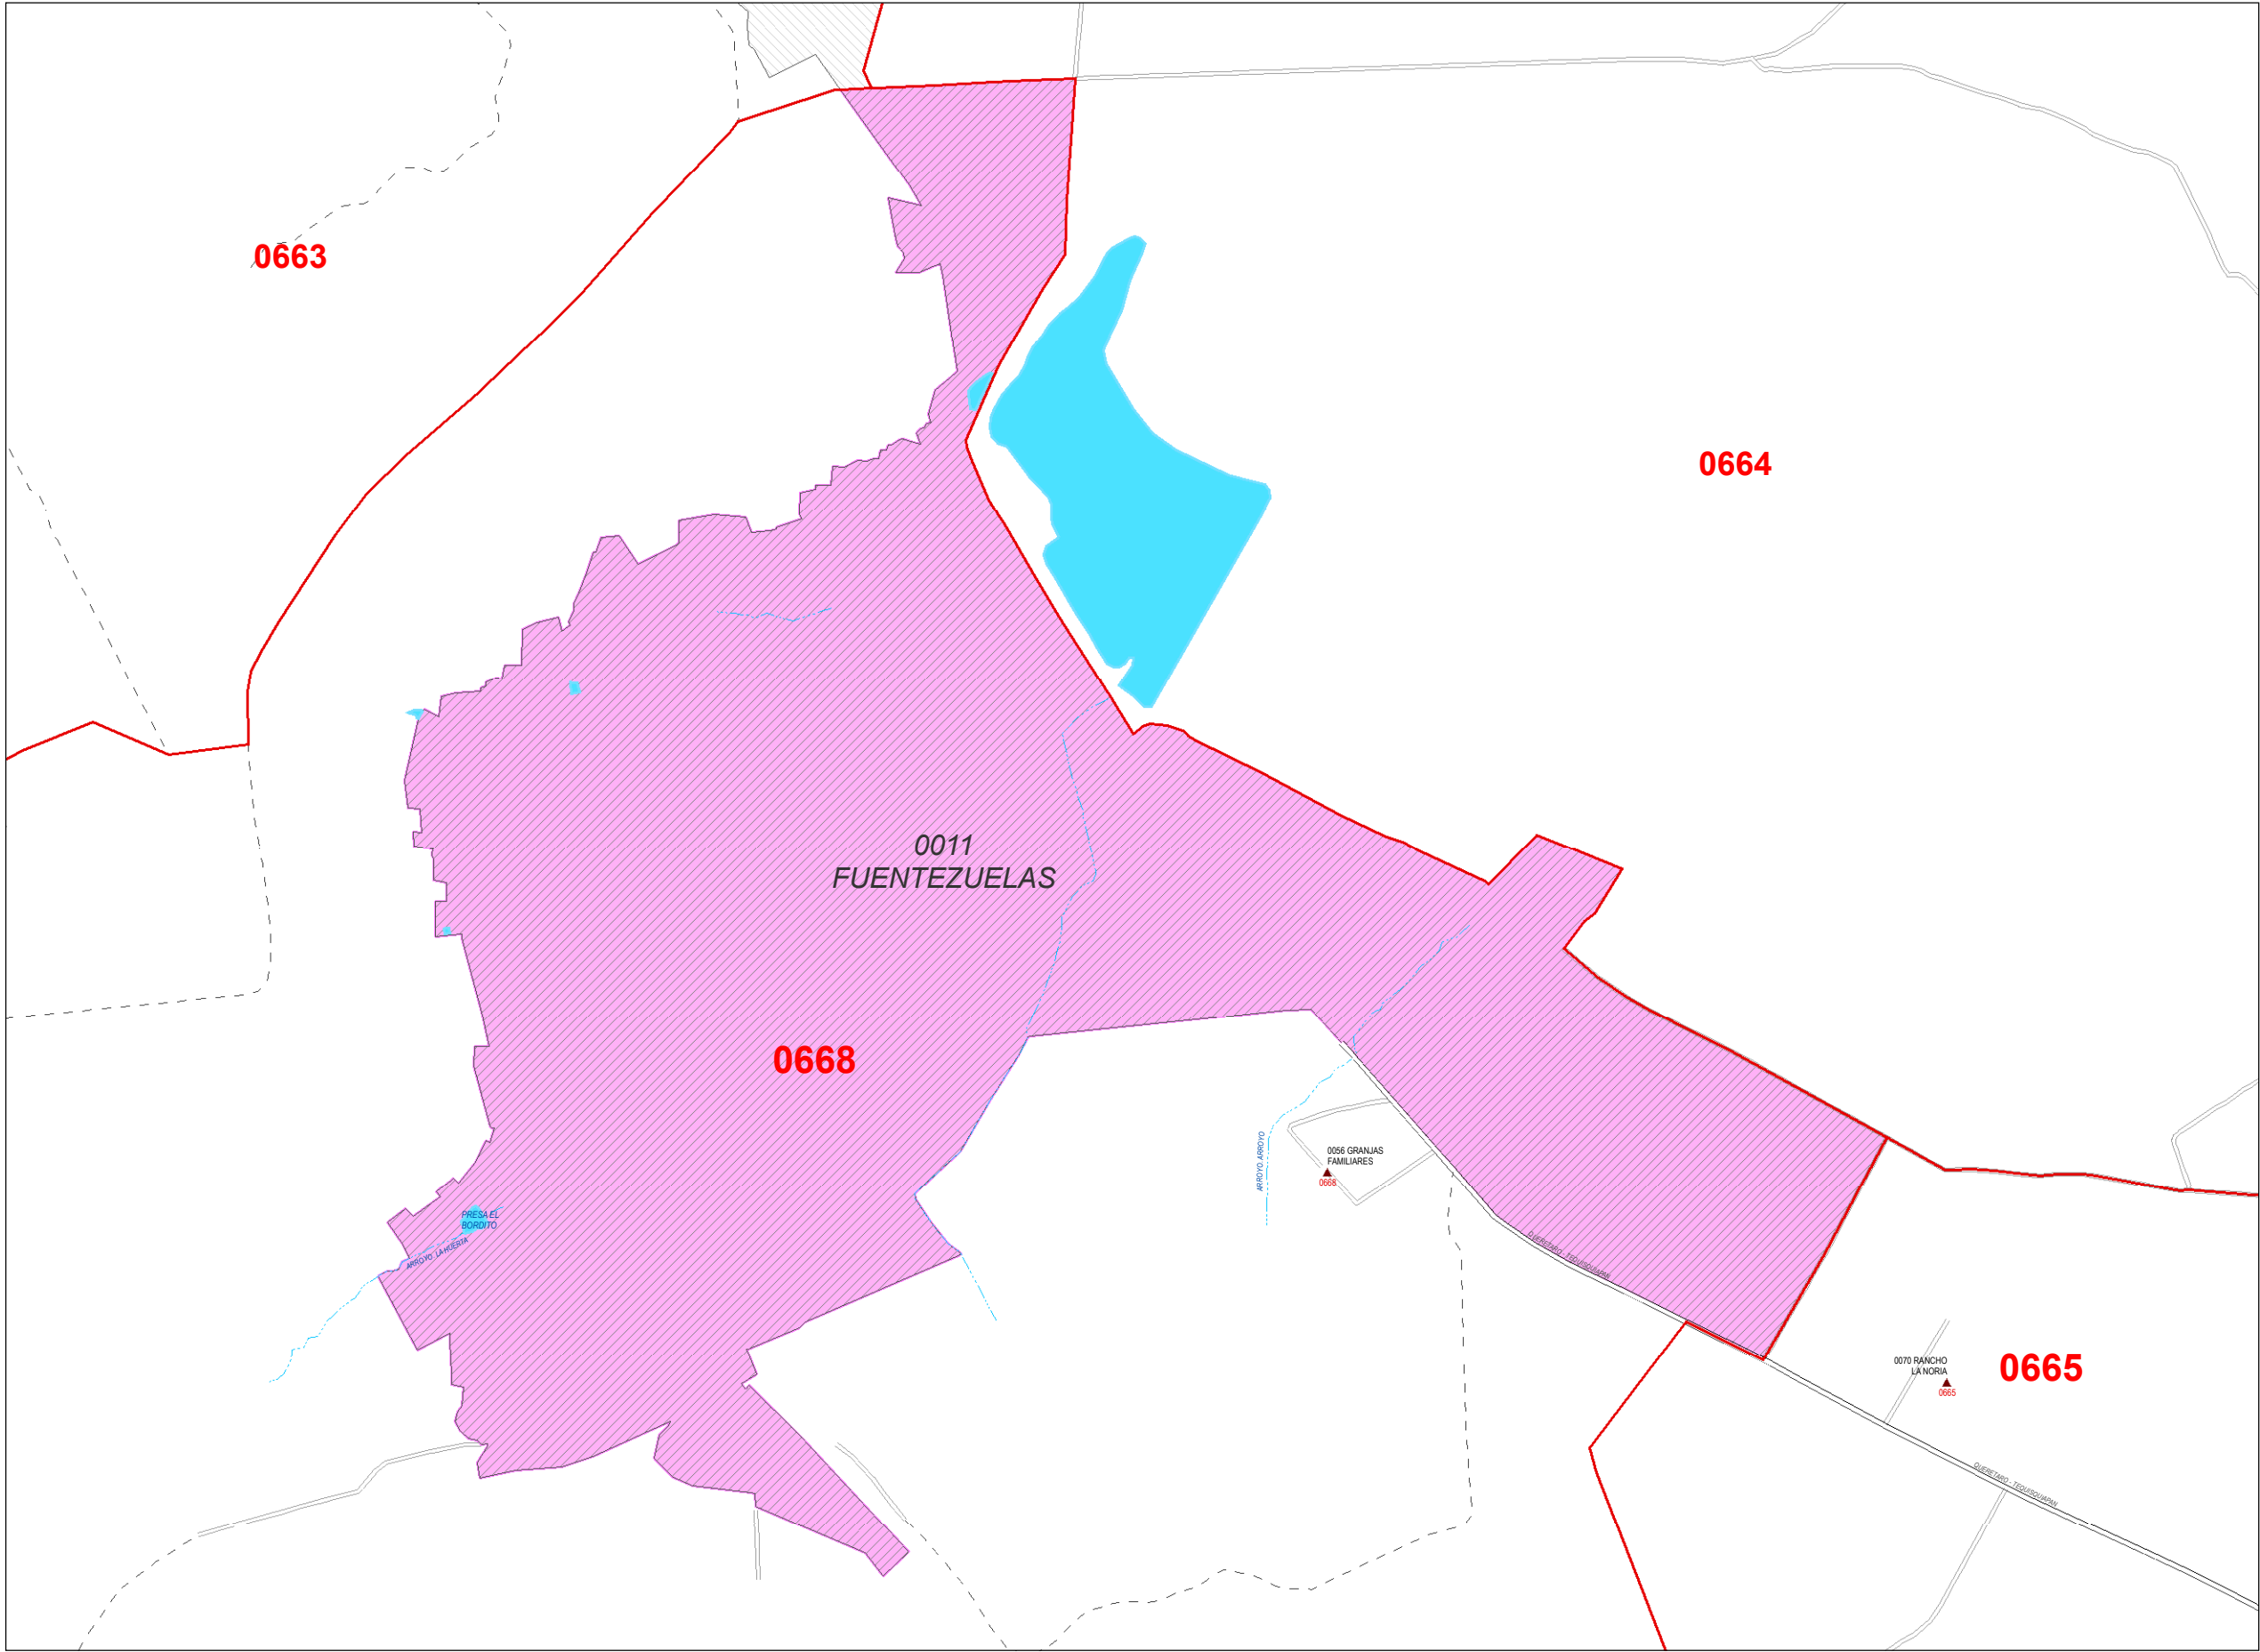 0663
0664
0011
FUENTEZUELAS
0668
ARROYO. ARROYO
0056 GRANJAS
FAMILIARES
0668
PRESA EL
BORDITO
ARROYO. LA HUERTA
QUERETARO - TEQUISQUIAPAN
0070 RANCHO
LA NORIA
0665
0665
QUERETARO - TEQUISQUIAPAN